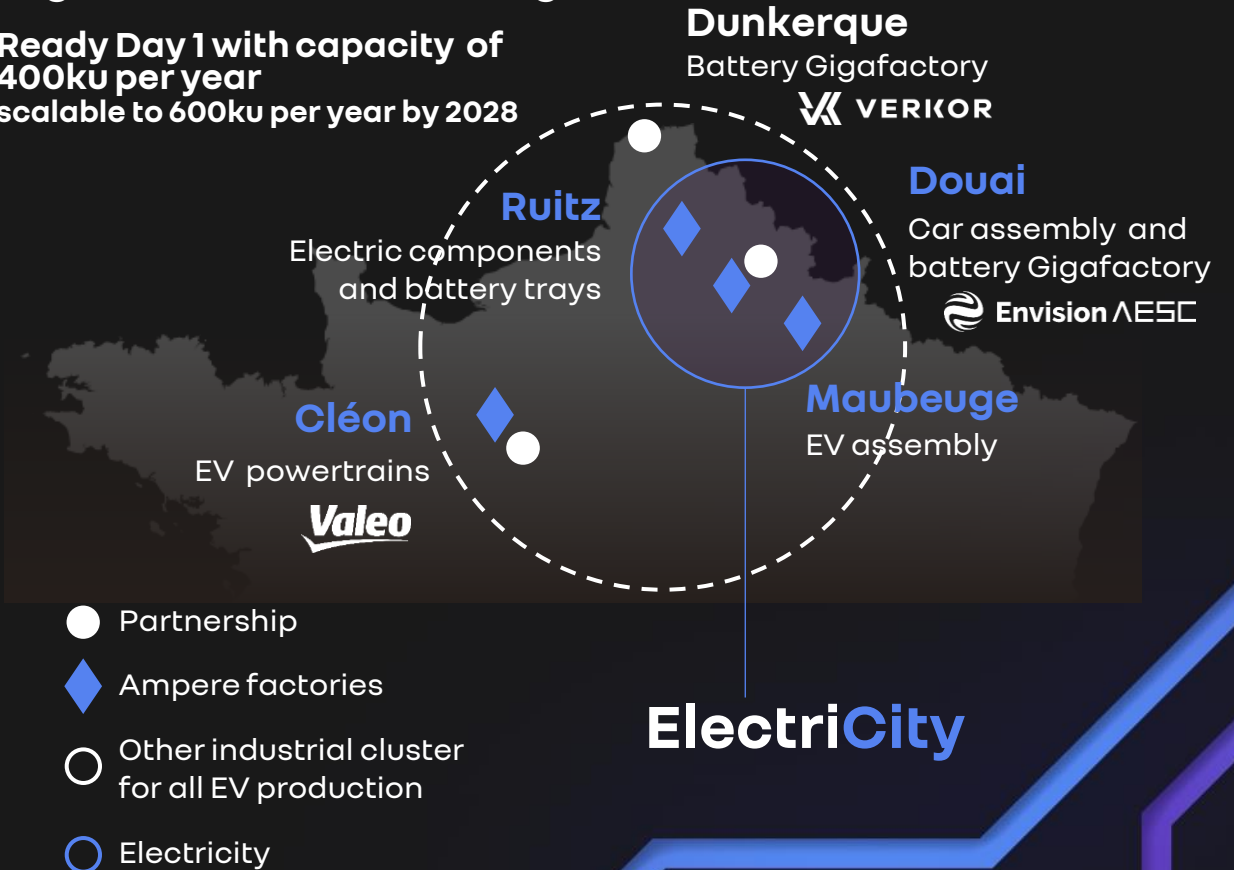 Ready Day 1 with capacity of
400ku per year
scalable to 600ku per year by 2028
Dunkerque
Battery Gigafactory
VERKOR
Ruitz
Electric components
and battery trays
Douai
Car assembly and
battery Gigafactory
Envision AESC
Cléon
EV powertrains
Valeo
Maubeuge
EV assembly
Partnership
Ampere factories
Other industrial cluster
for all EV production
Electricity
ElectriCity